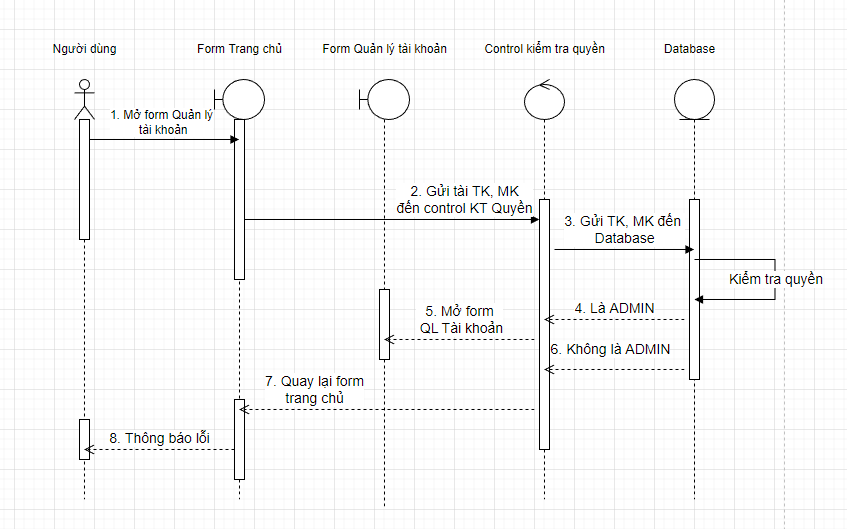 Người dùng
Form Trang chủ
Form Quản lý tài khoản
Control kiểm tra quyền
Database
1. Mở form Quản lý
tài khoản
2. Gửi tài TK, MK
đến control KT Quyền
3. Gửi TK, MK đến
Database
Kiểm tra quyền
4. Là ADMIN
5. Mở form
QL Tài khoản
6. Không là ADMIN
7. Quay lại form
trang chủ
8. Thông báo lỗi